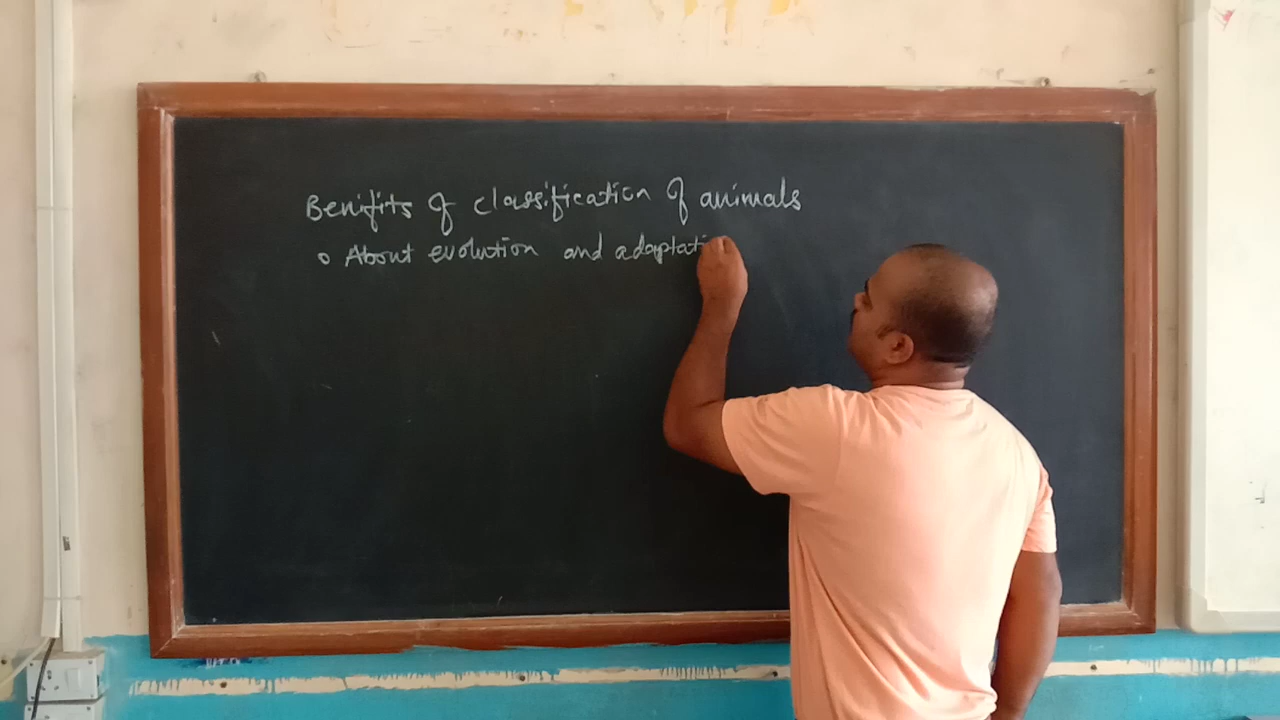 Benifits of classification of animals
о About evolution and adaptati